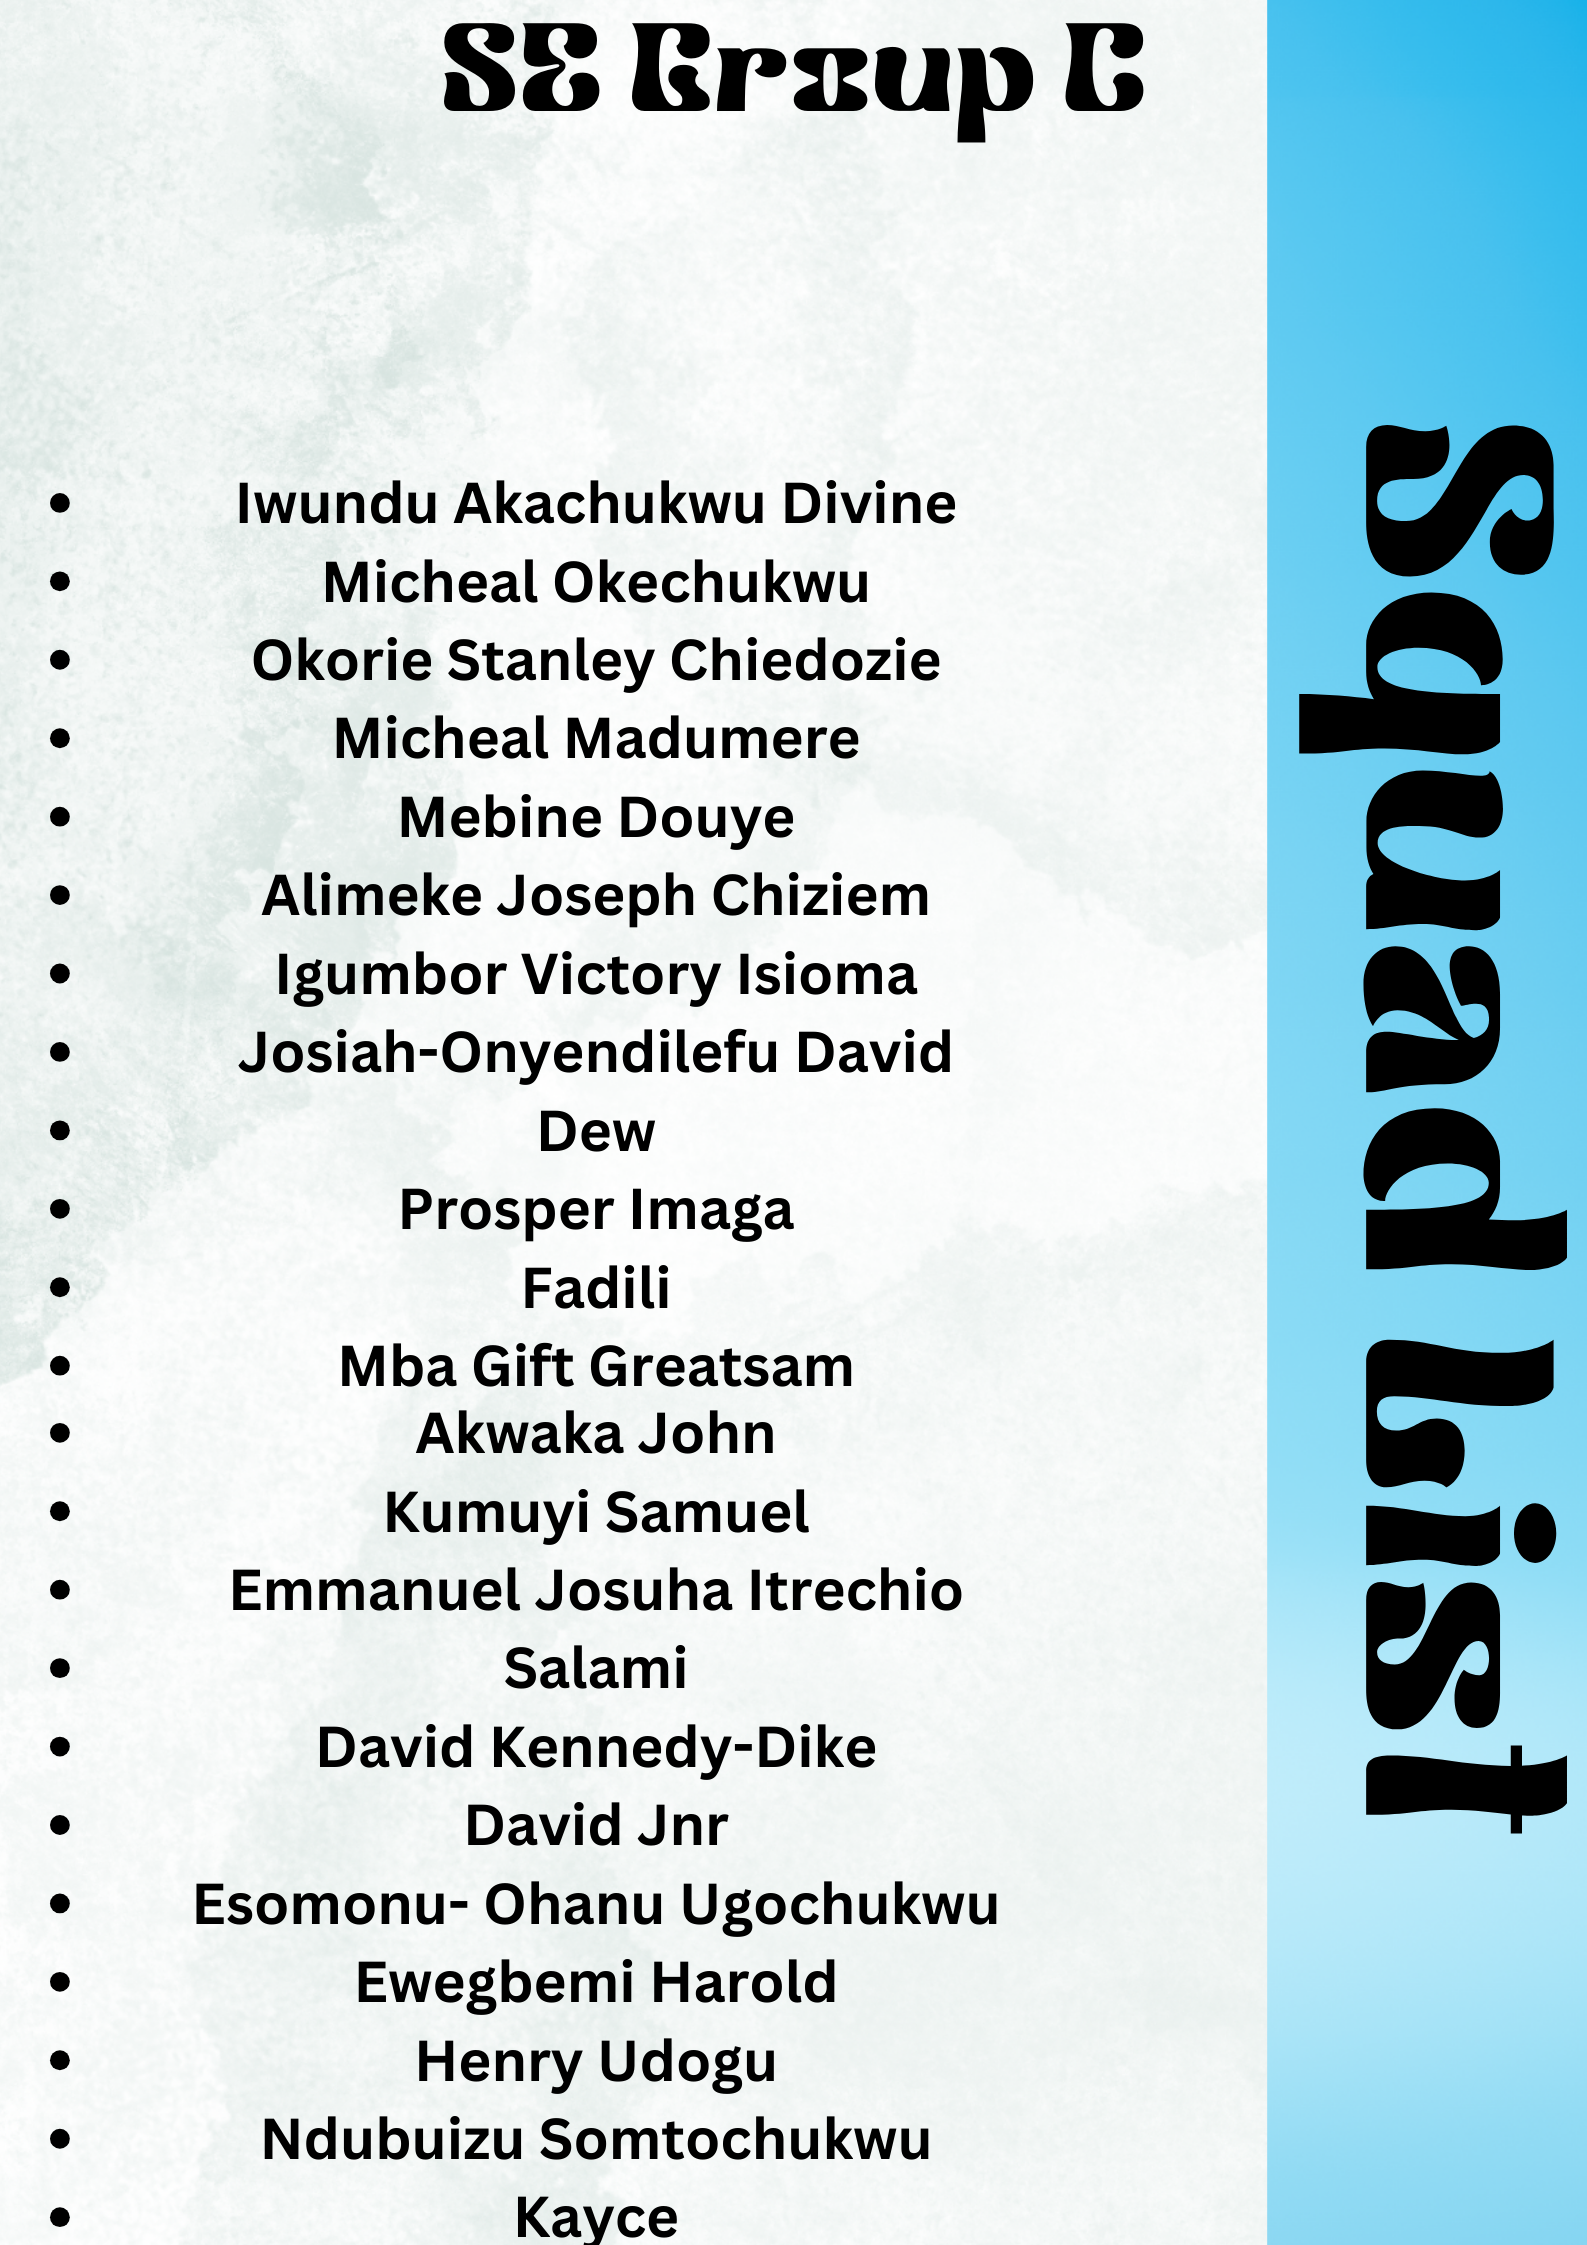 SE Group C
• Iwundu Akachukwu Divine
• Micheal Okechukwu
• Okorie Stanley Chiedozie
• Micheal Madumere
• Mebine Douye
• Alimeke Joseph Chiziem
• Igumbor Victory Isioma
• Josiah-Onyendilefu David
• Dew
• Prosper Imaga
• Fadili
• Mba Gift Greatsam
• Akwaka John
• Kumuyi Samuel
• Emmanuel Josuha Itrechio
• Salami
• David Kennedy-Dike
• David Jnr
• Esomonu- Ohanu Ugochukwu
• Ewegbemi Harold
• Henry Udogu
• Ndubuizu Somtochukwu
• Kayce
Squad List